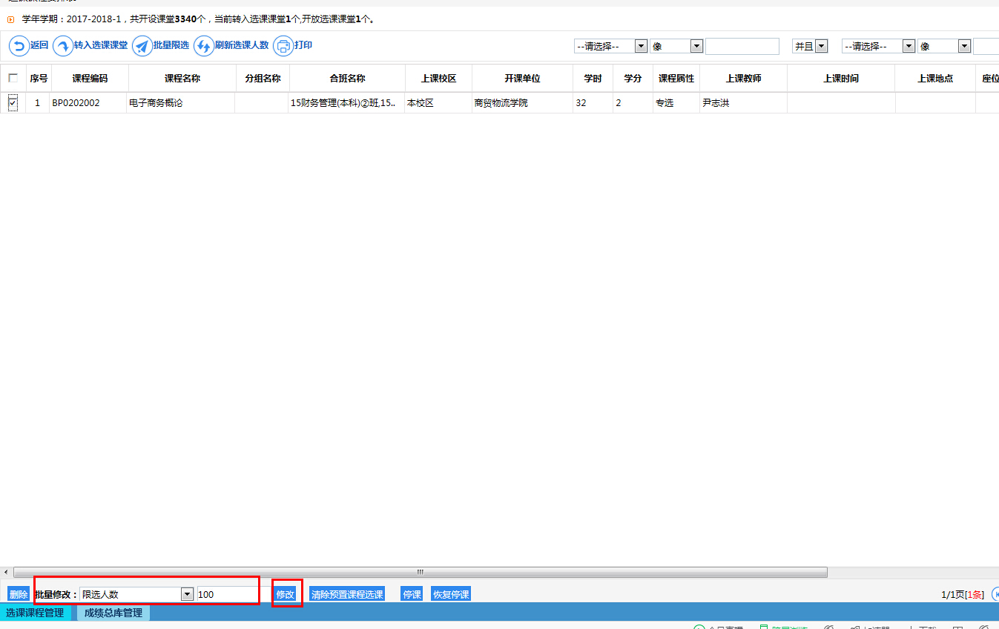 学年学期：2017-2018-1，共开设课堂3340个，当前转入选课课堂1个,开放选课课堂1个。
返回 转入选课课堂 批量限选 刷新选课人数 打印 --请选择-- 像 并且 --请选择-- 像
序号 课程编码 课程名称 分组名称 合班名称 上课校区 开课单位 学时 学分 课程属性 上课教师 上课时间 上课地点 座位
1 BP0202002 电子商务概论 15财务管理(本科)②班,15.. 本校区 商贸物流学院 32 2 专选 尹志洪
删除 批量修改：限选人数 100 修改 清除预置课程选课 停课 恢复停课 1/1页[1条]
选课课程管理 成绩总库管理